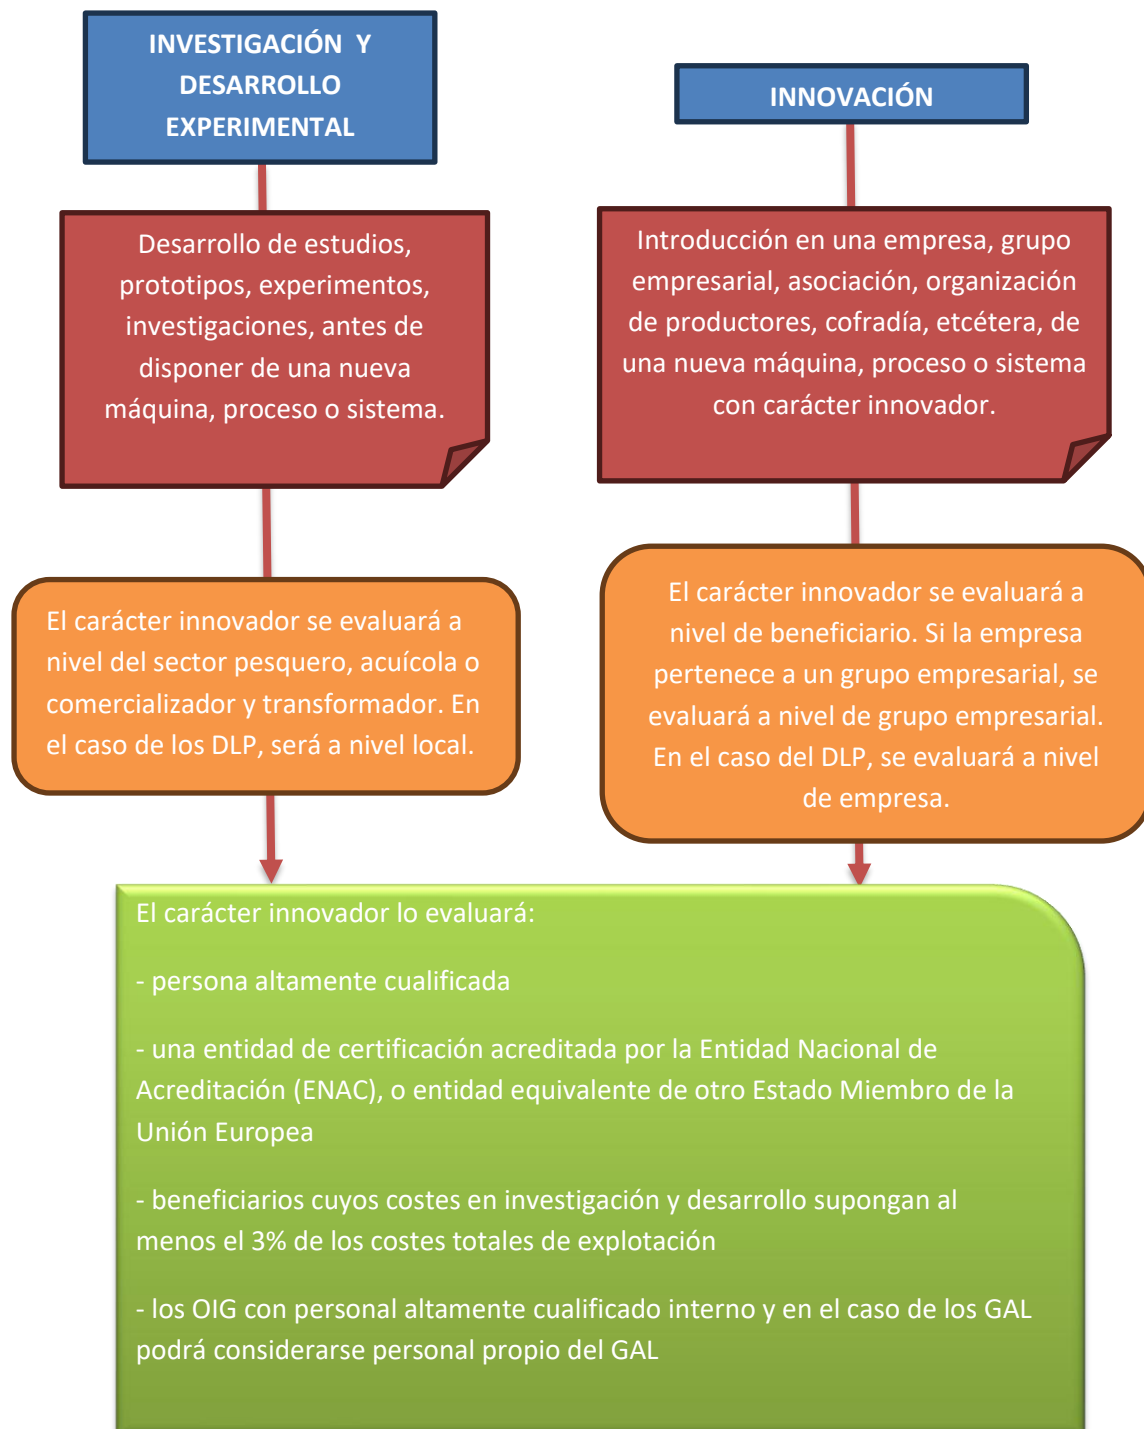 INVESTIGACIÓN Y
DESARROLLO
EXPERIMENTAL
INNOVACIÓN
Desarrollo de estudios,
prototipos, experimentos,
investigaciones, antes de
disponer de una nueva
máquina, proceso o sistema.
Introducción en una empresa, grupo
empresarial, asociación, organización
de productores, cofradía, etcétera, de
una nueva máquina, proceso o sistema
con carácter innovador.
El carácter innovador se evaluará a
nivel del sector pesquero, acuícola o
comercializador y transformador. En
el caso de los DLP, será a nivel local.
El carácter innovador se evaluará a
nivel de beneficiario. Si la empresa
pertenece a un grupo empresarial, se
evaluará a nivel de grupo empresarial.
En el caso del DLP, se evaluará a nivel
de empresa.
El carácter innovador lo evaluará:
- persona altamente cualificada
- una entidad de certificación acreditada por la Entidad Nacional de
Acreditación (ENAC), o entidad equivalente de otro Estado Miembro de la
Unión Europea
- beneficiarios cuyos costes en investigación y desarrollo supongan al
menos el 3% de los costes totales de explotación
- los OIG con personal altamente cualificado interno y en el caso de los GAL
podrá considerarse personal propio del GAL